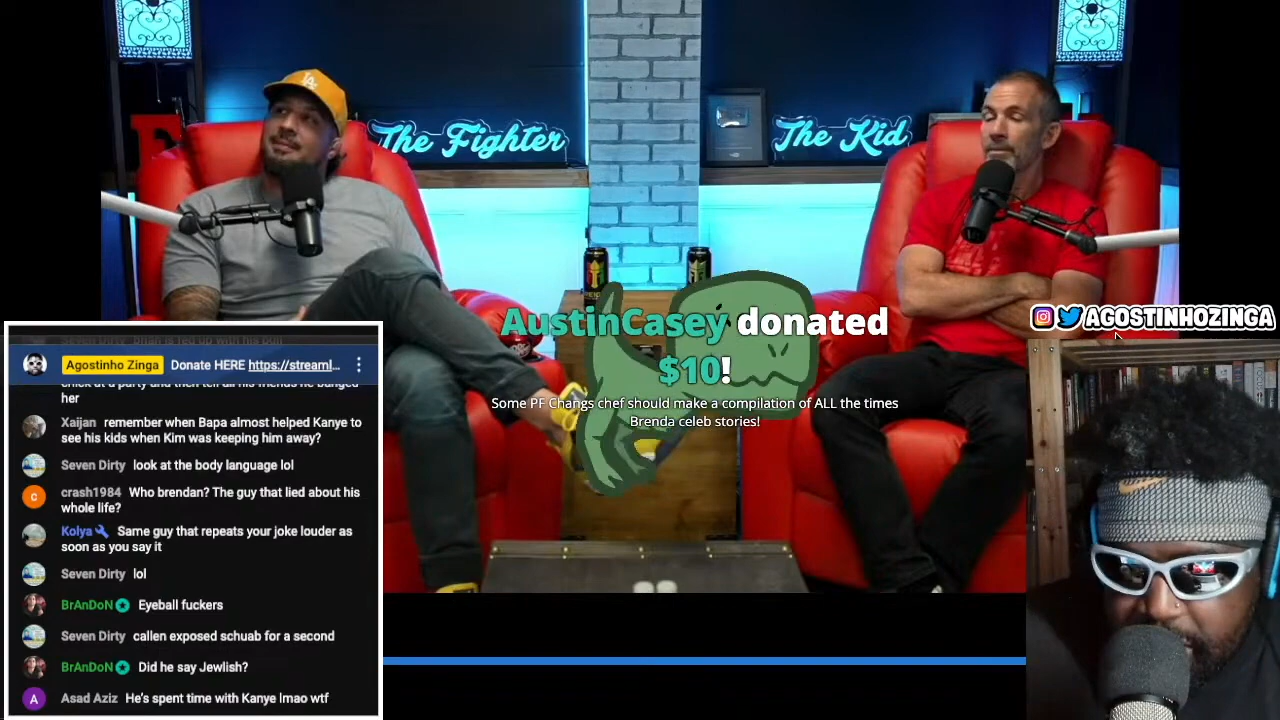 LA
The Fighter
The Kid
AustinCasey donated
$10!
Some PF Changs chef should make a compilation of ALL the times
Brenda celeb stories!
AGOSTINHOZINGA
Agostinho Zinga Donate HERE https://streaml...
her
Xaijan remember when Bapa almost helped Kanye to
see his kids when Kim was keeping him away?
Seven Dirty look at the body language lol
C
crash1984 Who brendan? The guy that lied about his
whole life?
Kolya Same guy that repeats your joke louder as
soon as you say it
Seven Dirty lol
BrAnDoN Eyeball fuckers
Seven Dirty callen exposed schuab for a second
BrAnDoN Did he say Jewlish?
A
Asad Aziz He's spent time with Kanye lmao wtf